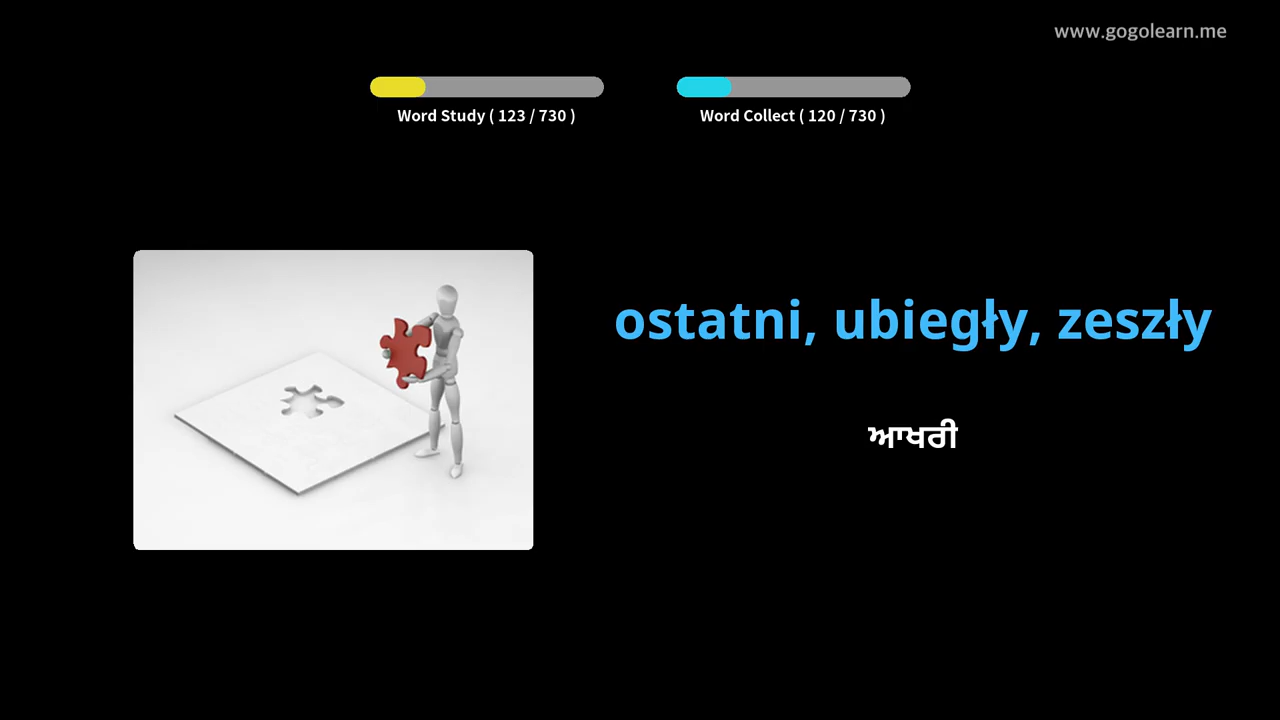 www.gogolearn.me
Word Study ( 123 / 730 )
Word Collect ( 120 / 730 )
ostatni, ubiegły, zeszły
ਆਖਰੀ